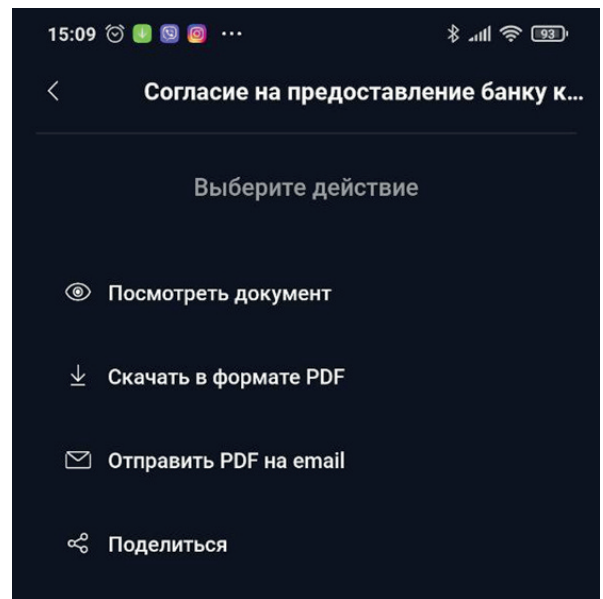 15:09 ... 93
Согласие на предоставление банку к...
Выберите действие
Посмотреть документ
Скачать в формате PDF
Отправить PDF на email
Поделиться